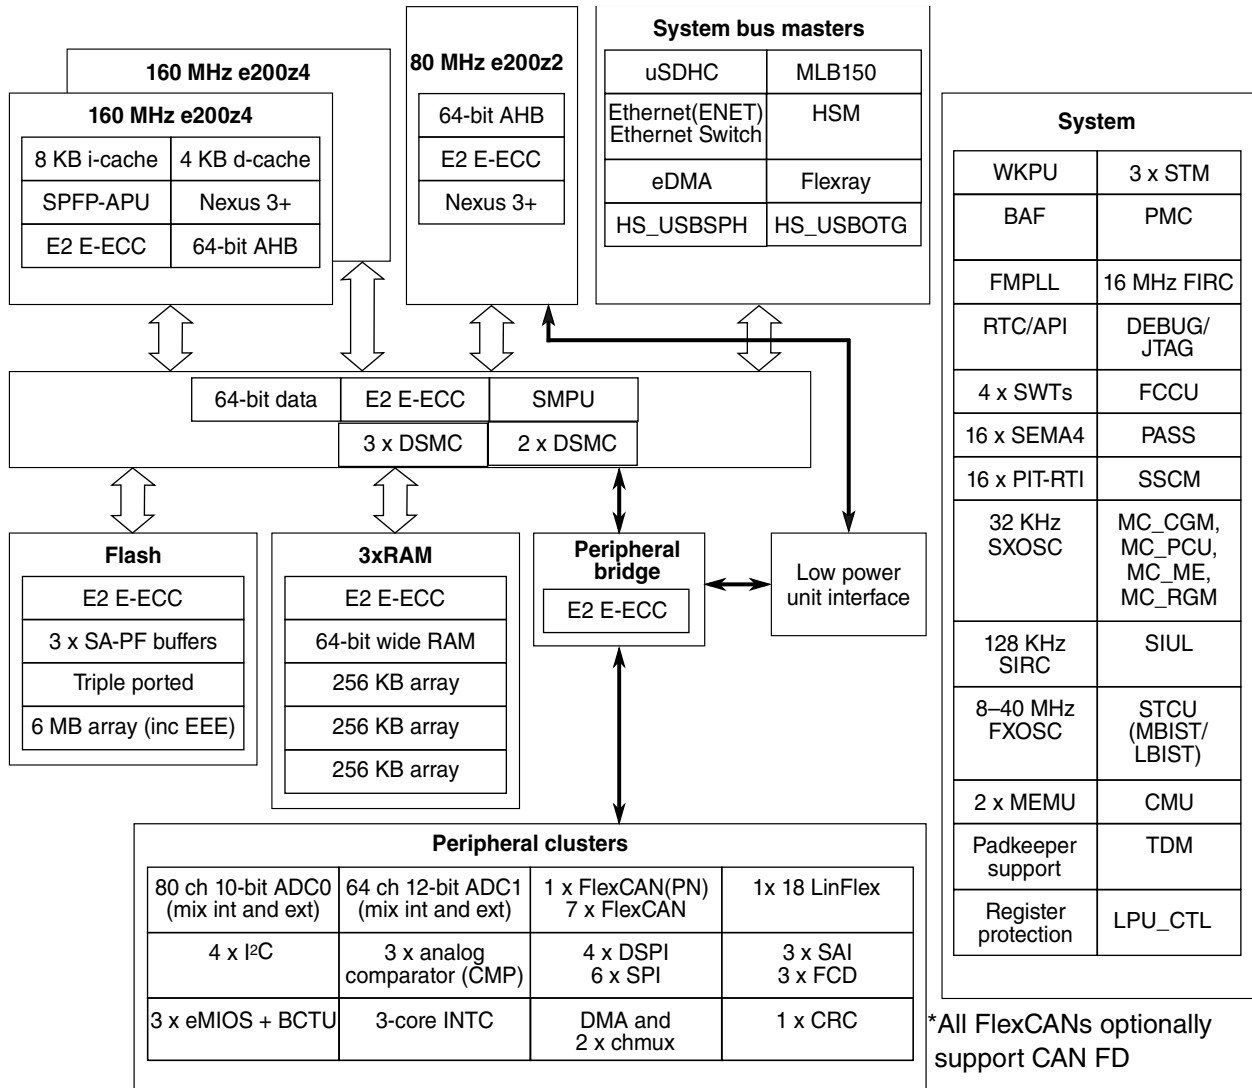 160 MHz e200z4
160 MHz e200z4
8 KB i-cache
4 KB d-cache
SPFP-APU
Nexus 3+
E2 E-ECC
64-bit AHB
80 MHz e200z2
64-bit AHB
E2 E-ECC
Nexus 3+
System bus masters
uSDHC
MLB150
Ethernet(ENET)
Ethernet Switch
HSM
eDMA
Flexray
HS_USBSPH
HS_USBOTG
64-bit data
E2 E-ECC
SMPU
3 x DSMC
2 x DSMC
Flash
E2 E-ECC
3 x SA-PF buffers
Triple ported
6 MB array (inc EEE)
3xRAM
E2 E-ECC
64-bit wide RAM
256 KB array
256 KB array
256 KB array
Peripheral
bridge
E2 E-ECC
Low power
unit interface
Peripheral clusters
80 ch 10-bit ADC0
(mix int and ext)
64 ch 12-bit ADC1
(mix int and ext)
1 x FlexCAN(PN)
7 x FlexCAN
1x 18 LinFlex
4 x I²C
3 x analog
comparator (CMP)
4 x DSPI
6 x SPI
3 x SAI
3 x FCD
3 x eMIOS + BCTU
3-core INTC
DMA and
2 x chmux
1 x CRC
System
WKPU
3 x STM
BAF
PMC
FMPLL
16 MHz FIRC
RTC/API
DEBUG/
JTAG
4 x SWTs
FCCU
16 x SEMA4
PASS
16 x PIT-RTI
SSCM
32 KHz
SXOSC
MC_CGM,
MC_PCU,
MC_ME,
MC_RGM
128 KHz
SIRC
SIUL
8–40 MHz
FXOSC
STCU
(MBIST/
LBIST)
2 x MEMU
CMU
Padkeeper
support
TDM
Register
protection
LPU_CTL
*All FlexCANs optionally
support CAN FD